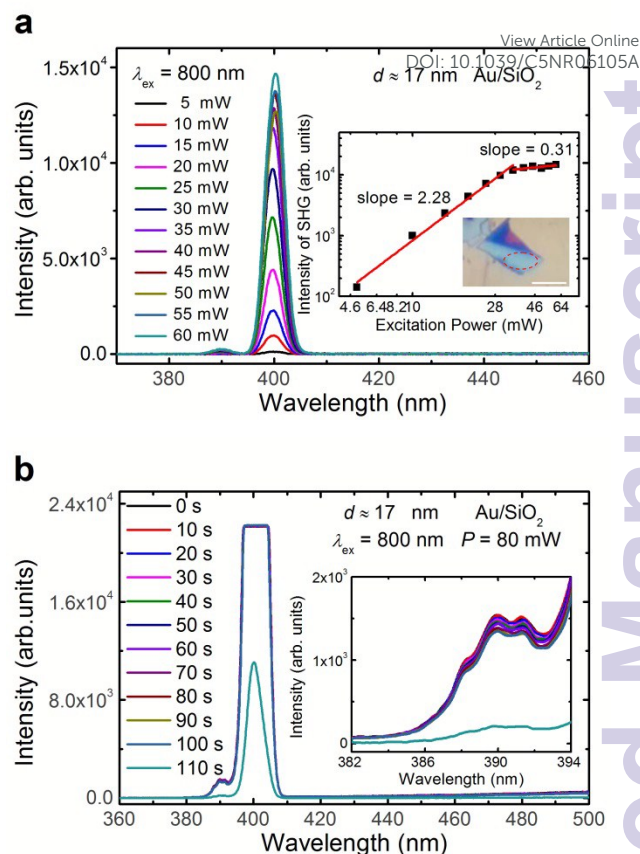 a
View Article Online
DOI: 10.1039/C5NR06105A
λex = 800 nm
d ≈ 17 nm Au/SiO2
5 mW
10 mW
15 mW
20 mW
25 mW
30 mW
35 mW
40 mW
45 mW
50 mW
55 mW
60 mW
Intensity (arb. units)
1.5x10^4
1.0x10^4
5.0x10^3
0.0
380
400
420
440
460
Wavelength (nm)
Intensity of SHG (arb. units)
10^4
10^3
10^2
slope = 2.28
slope = 0.31
4.6 6.4 8.2 10 28 46 64
Excitation Power (mW)
b
d ≈ 17 nm Au/SiO2
λex = 800 nm P = 80 mW
0 s
10 s
20 s
30 s
40 s
50 s
60 s
70 s
80 s
90 s
100 s
110 s
Intensity (arb.units)
2.4x10^4
1.6x10^4
8.0x10^3
0.0
360 380 400 420 440 460 480 500
Wavelength (nm)
Intensity (arb. units)
2x10^3
1x10^3
0
382 386 390 394
Wavelength (nm)
Manuscript